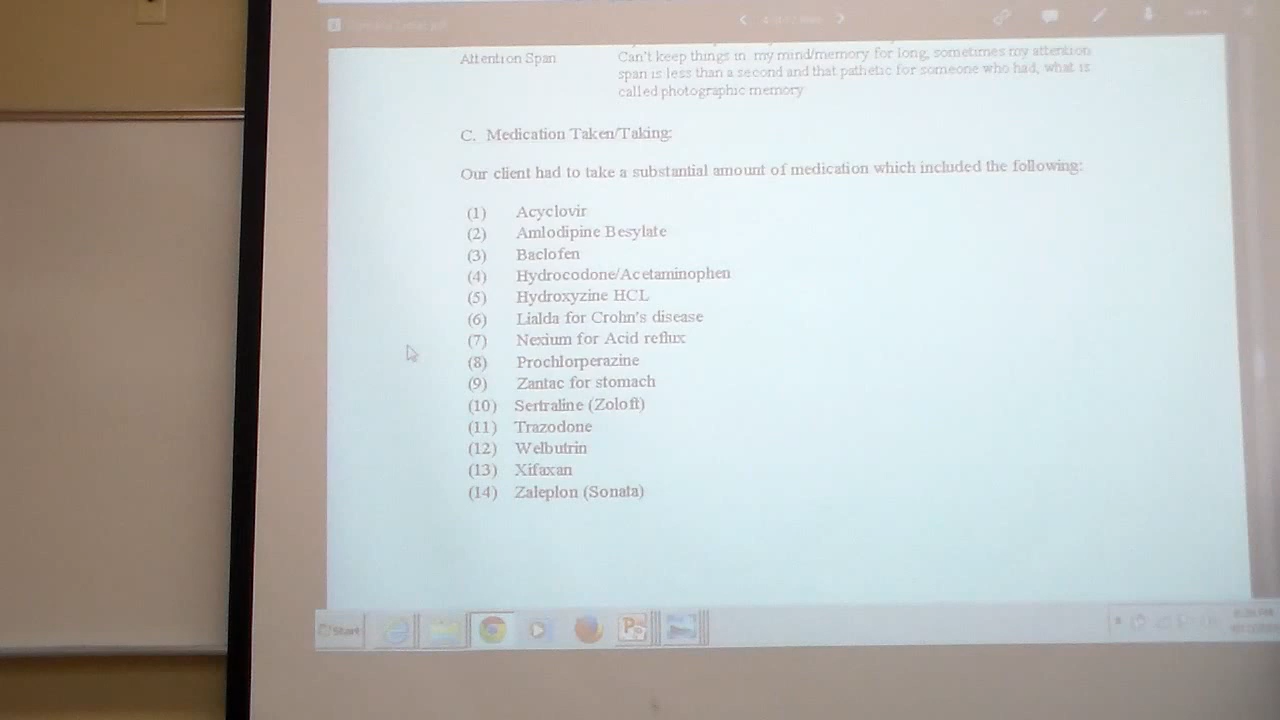 Attention Span Can't keep things in my mind/memory for long, sometimes my attention
span is less than a second and that pathetic for someone who had, what is
called photographic memory
C. Medication Taken/Taking:
Our client had to take a substantial amount of medication which included the following:
(1) Acyclovir
(2) Amlodipine Besylate
(3) Baclofen
(4) Hydrocodone/Acetaminophen
(5) Hydroxyzine HCL
(6) Lialda for Crohn's disease
(7) Nexium for Acid reflux
(8) Prochlorperazine
(9) Zantac for stomach
(10) Sertraline (Zoloft)
(11) Trazodone
(12) Welbutrin
(13) Xifaxan
(14) Zaleplon (Sonata)
Start